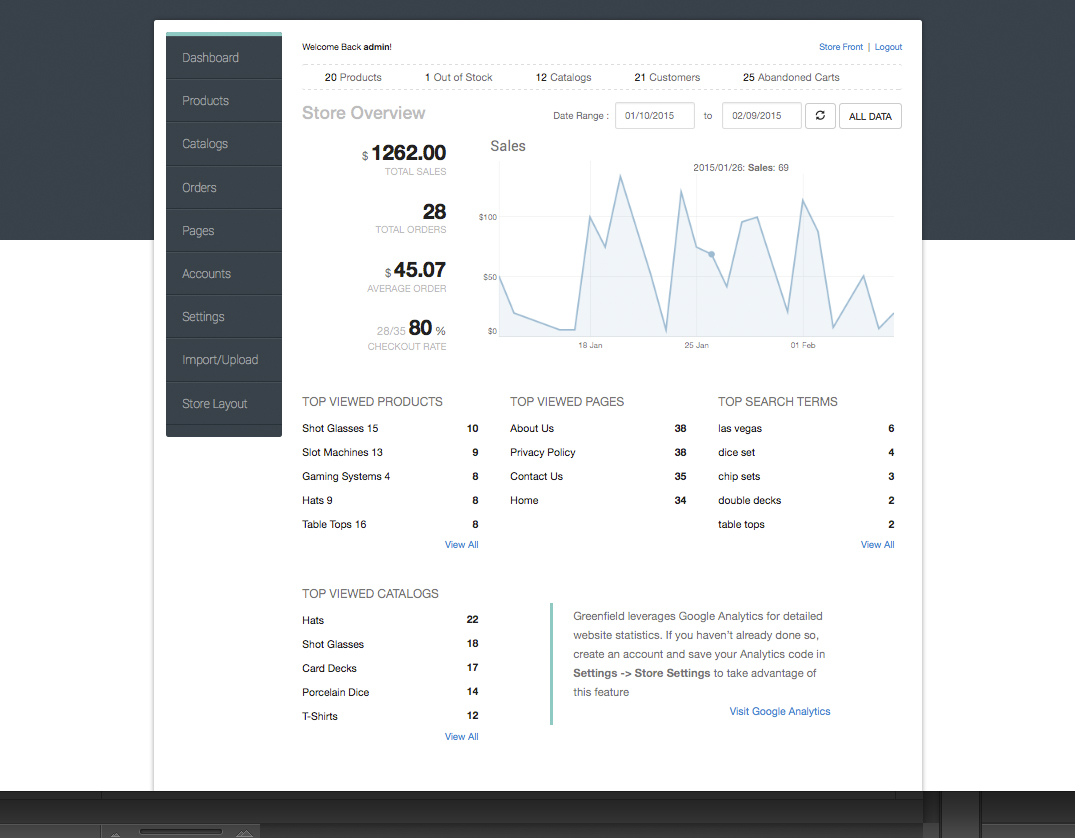 Welcome Back admin!
Store Front | Logout
20 Products 1 Out of Stock 12 Catalogs 21 Customers 25 Abandoned Carts
Dashboard
Products
Catalogs
Orders
Pages
Accounts
Settings
Import/Upload
Store Layout
Store Overview
Date Range : 01/10/2015 to 02/09/2015 ALL DATA
$ 1262.00
TOTAL SALES
28
TOTAL ORDERS
$ 45.07
AVERAGE ORDER
28/35 80 %
CHECKOUT RATE
Sales
2015/01/26: Sales: 69
$100
$50
$0
18 Jan 25 Jan 01 Feb
TOP VIEWED PRODUCTS
Shot Glasses 15 10
Slot Machines 13 9
Gaming Systems 4 8
Hats 9 8
Table Tops 16 8
View All
TOP VIEWED PAGES
About Us 38
Privacy Policy 38
Contact Us 35
Home 34
TOP SEARCH TERMS
las vegas 6
dice set 4
chip sets 3
double decks 2
table tops 2
View All
TOP VIEWED CATALOGS
Hats 22
Shot Glasses 18
Card Decks 17
Porcelain Dice 14
T-Shirts 12
View All
Greenfield leverages Google Analytics for detailed
website statistics. If you haven't already done so,
create an account and save your Analytics code in
Settings -> Store Settings to take advantage of
this feature
Visit Google Analytics